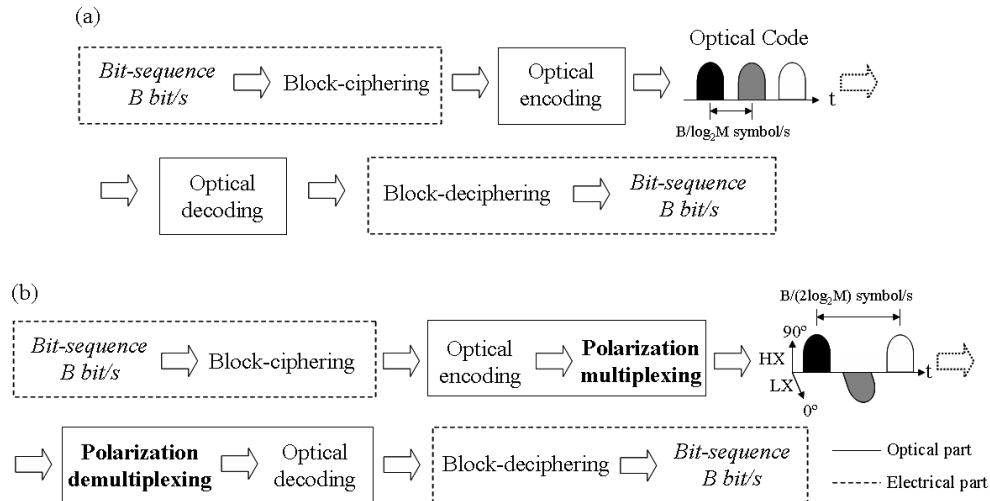 (a)
Bit-sequence
B bit/s
Block-ciphering
Optical
encoding
Optical Code
t
B/log₂M symbol/s
Optical
decoding
Block-deciphering
Bit-sequence
B bit/s
(b)
Bit-sequence
B bit/s
Block-ciphering
Optical
encoding
Polarization
multiplexing
B/(2log₂M) symbol/s
90°
HX
LX
0°
t
Polarization
demultiplexing
Optical
decoding
Block-deciphering
Bit-sequence
B bit/s
Optical part
Electrical part